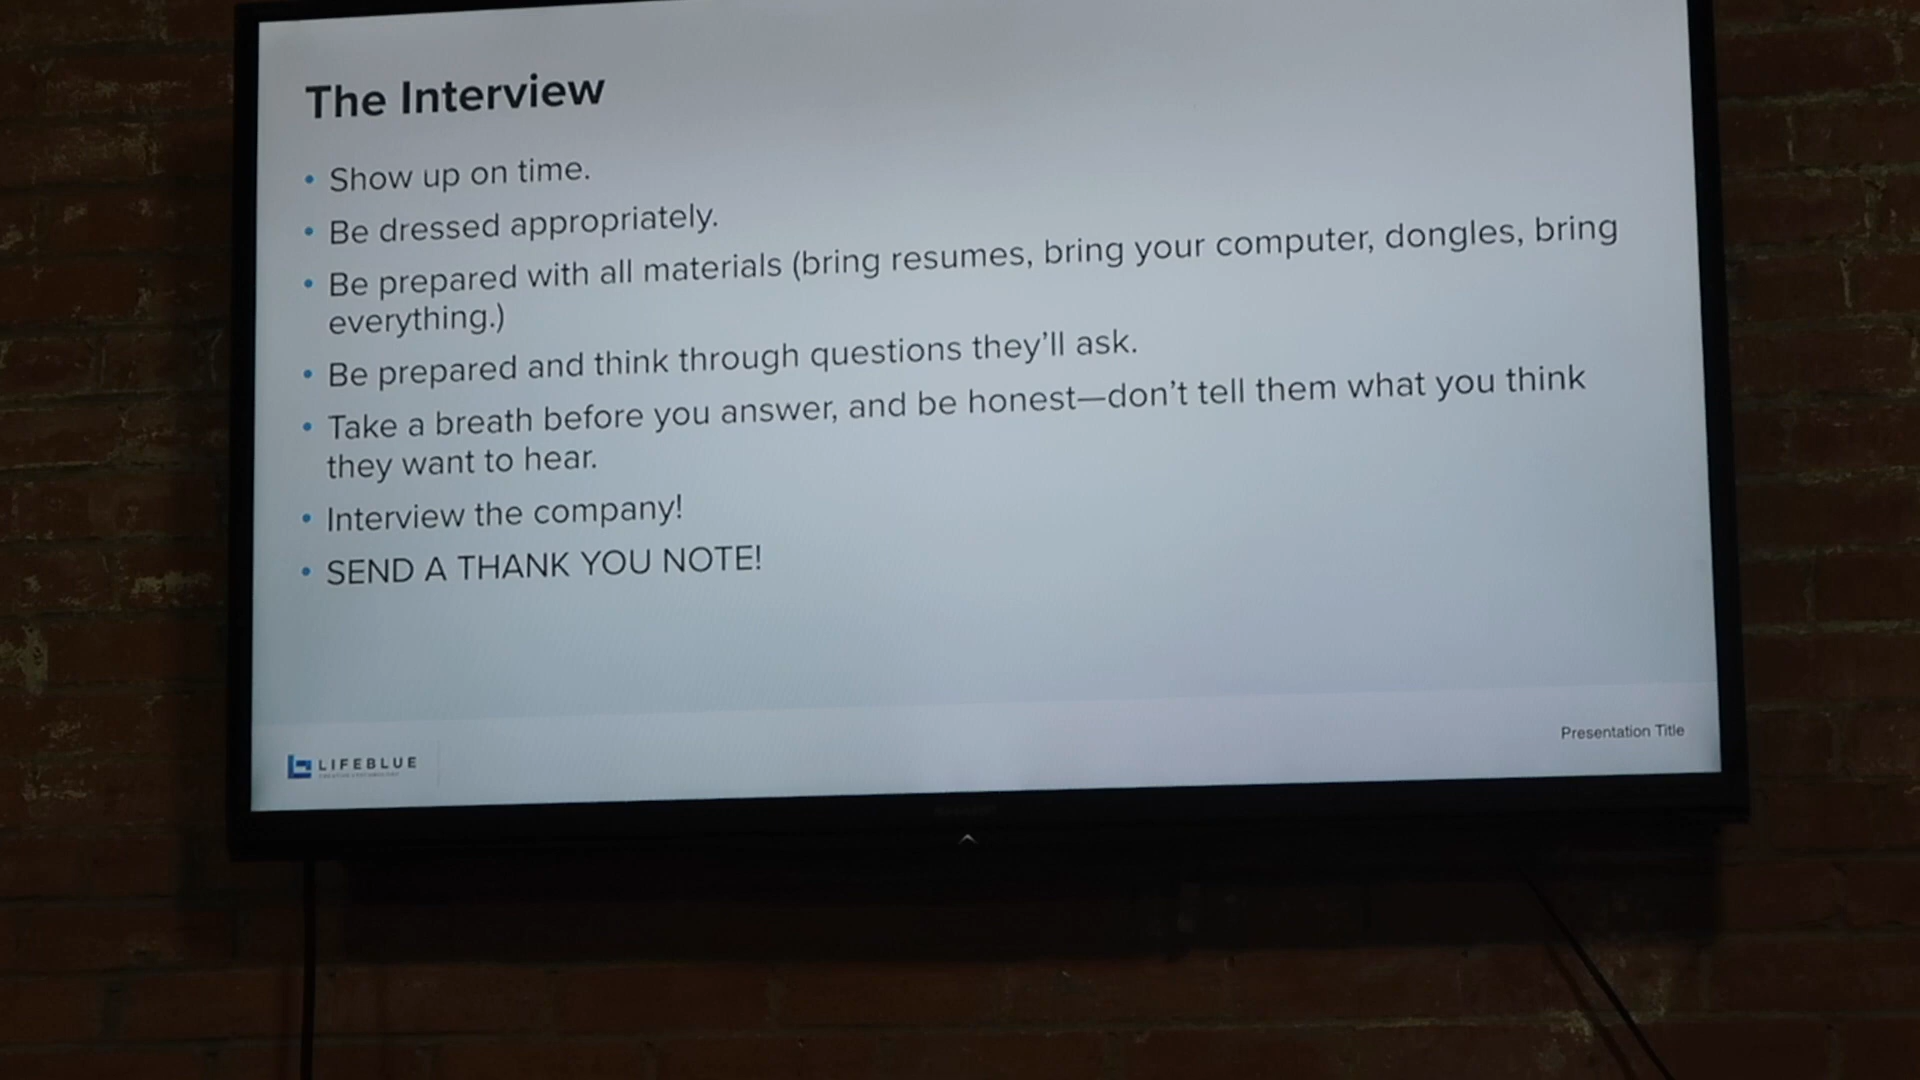 The Interview
• Show up on time.
• Be dressed appropriately.
• Be prepared with all materials (bring resumes, bring your computer, dongles, bring
everything.)
• Be prepared and think through questions they'll ask.
• Take a breath before you answer, and be honest—don't tell them what you think
they want to hear.
• Interview the company!
• SEND A THANK YOU NOTE!
Presentation Title
LIFEBLUE